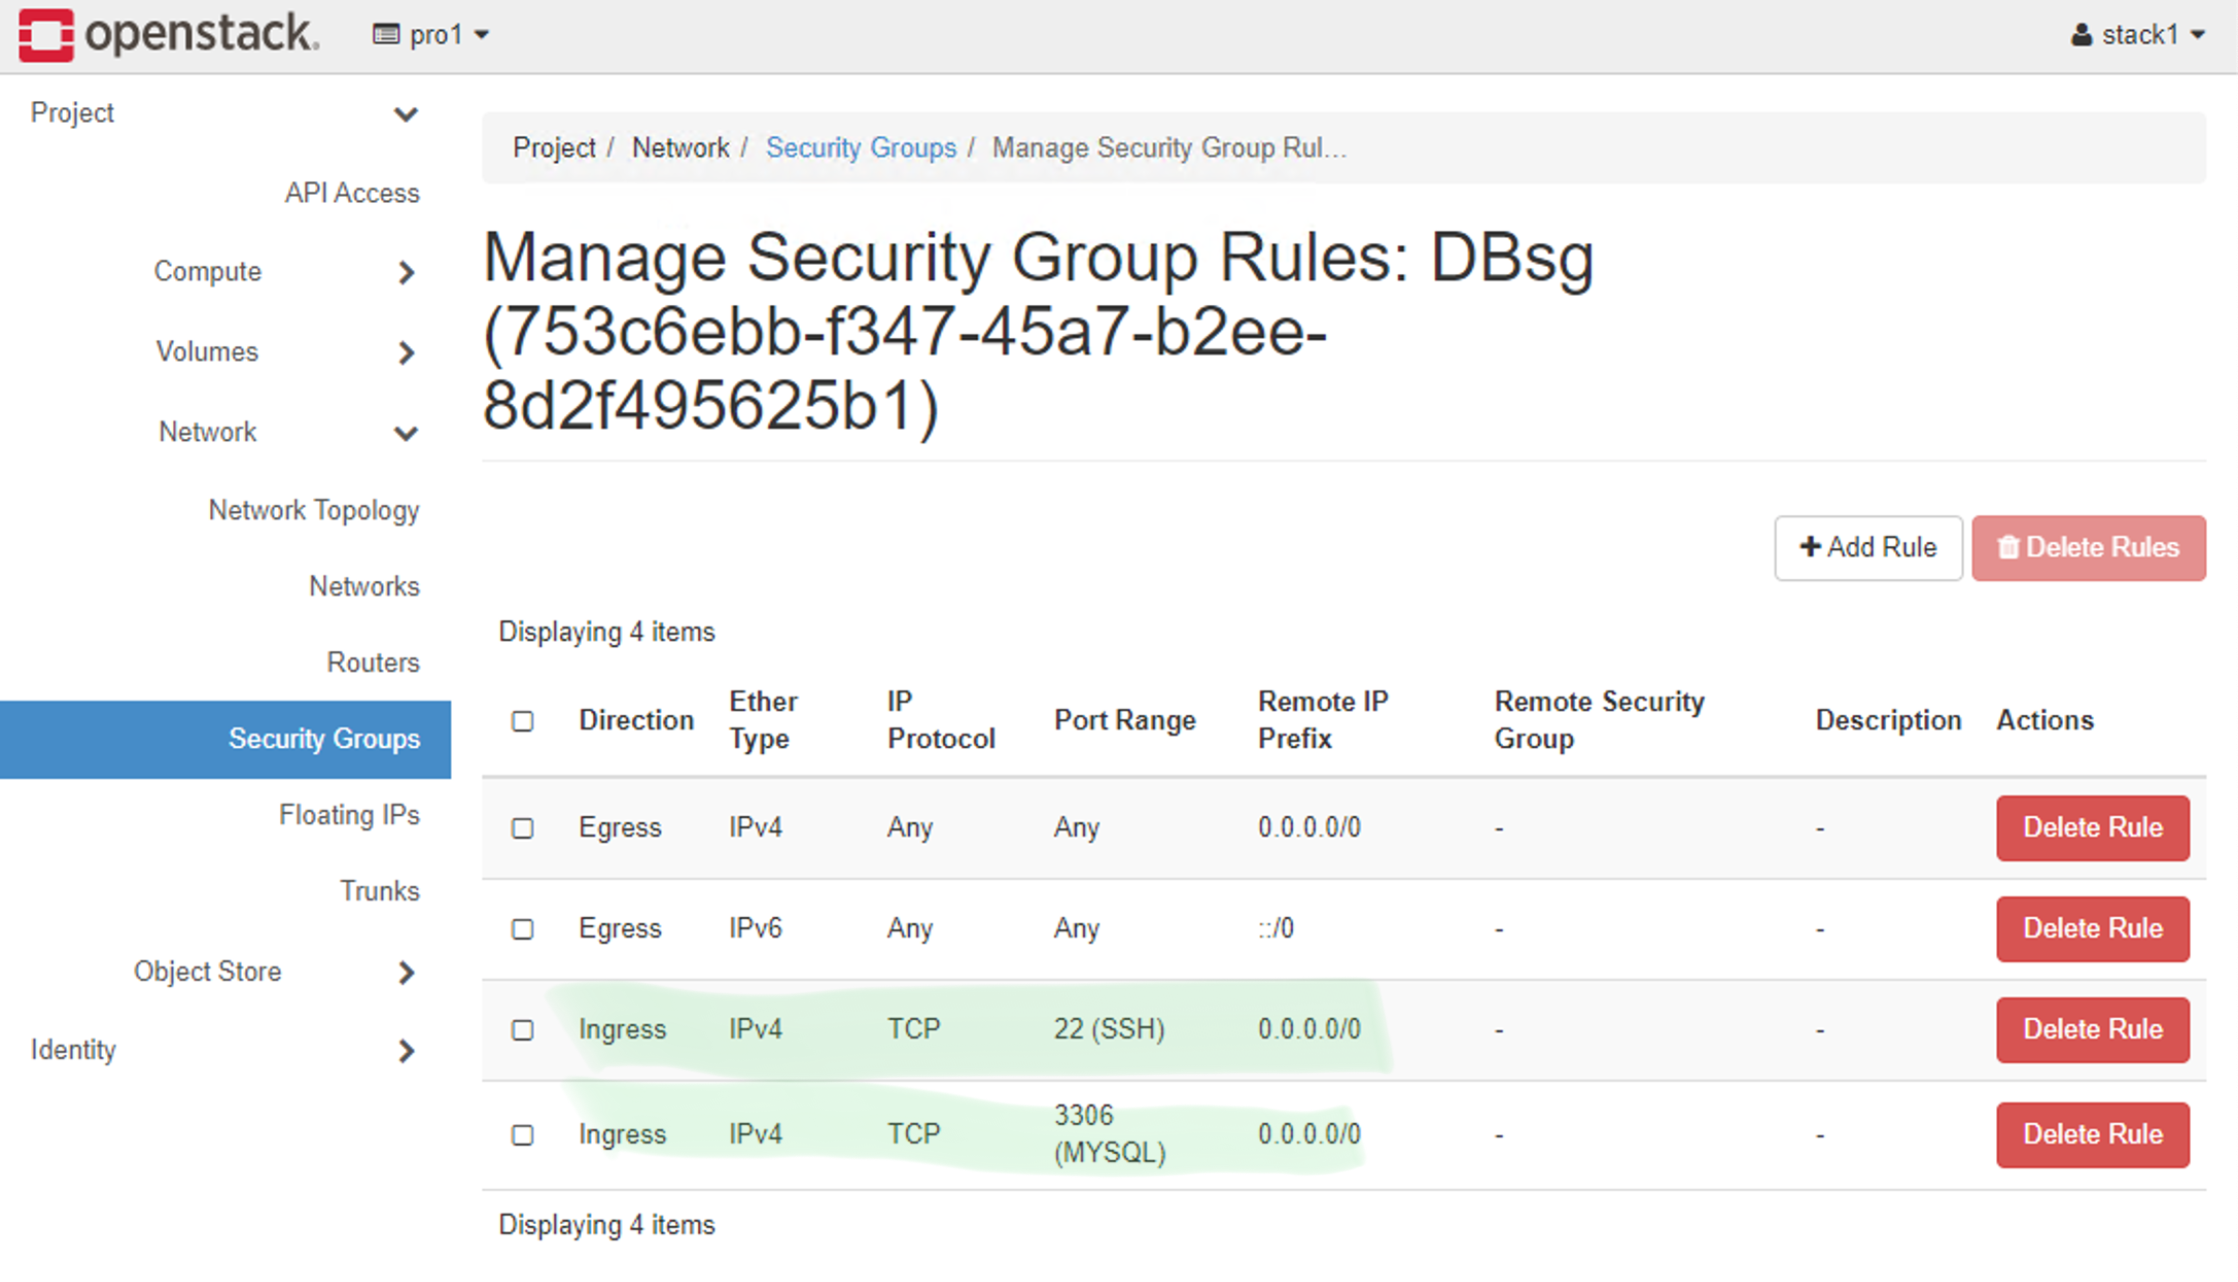 openstack.
pro1
stack1
Project
API Access
Compute
Volumes
Network
Network Topology
Networks
Routers
Security Groups
Floating IPs
Trunks
Object Store
Identity
Project / Network / Security Groups / Manage Security Group Rul...
Manage Security Group Rules: DBsg
(753c6ebb-f347-45a7-b2ee-
8d2f495625b1)
Add Rule
Delete Rules
Displaying 4 items
Direction Ether Type IP Protocol Port Range Remote IP Prefix Remote Security Group Description Actions
Egress IPv4 Any Any 0.0.0.0/0 - - Delete Rule
Egress IPv6 Any Any ::/0 - - Delete Rule
Ingress IPv4 TCP 22 (SSH) 0.0.0.0/0 - - Delete Rule
Ingress IPv4 TCP 3306 (MYSQL) 0.0.0.0/0 - - Delete Rule
Displaying 4 items